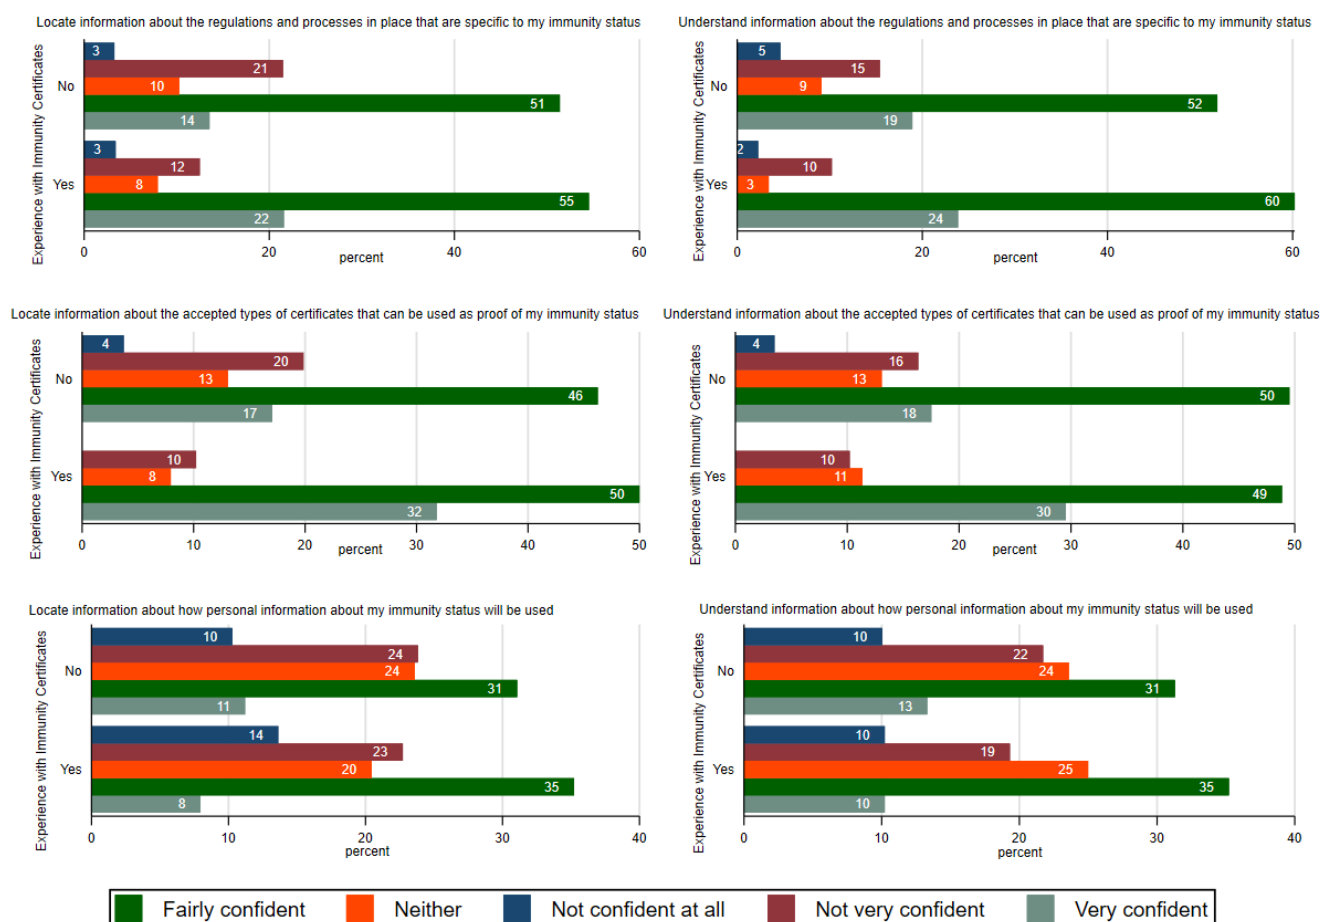 Locate information about the regulations and processes in place that are specific to my immunity status
Experience with Immunity Certificates
No
3
21
10
51
14
Yes
3
12
8
55
22
0 20 40 60
percent
Understand information about the regulations and processes in place that are specific to my immunity status
Experience with Immunity Certificates
No
5
15
9
52
19
Yes
2
10
3
60
24
0 20 40 60
percent
Locate information about the accepted types of certificates that can be used as proof of my immunity status
Experience with Immunity Certificates
No
4
20
13
46
17
Yes
10
8
50
32
0 10 20 30 40 50
percent
Understand information about the accepted types of certificates that can be used as proof of my immunity status
Experience with Immunity Certificates
No
4
16
13
50
18
Yes
10
11
49
30
0 10 20 30 40 50
percent
Locate information about how personal information about my immunity status will be used
Experience with Immunity Certificates
No
10
24
24
31
11
Yes
14
23
20
35
8
0 10 20 30 40
percent
Understand information about how personal information about my immunity status will be used
Experience with Immunity Certificates
No
10
22
24
31
13
Yes
10
19
25
35
10
0 10 20 30 40
percent
Fairly confident Neither Not confident at all Not very confident Very confident